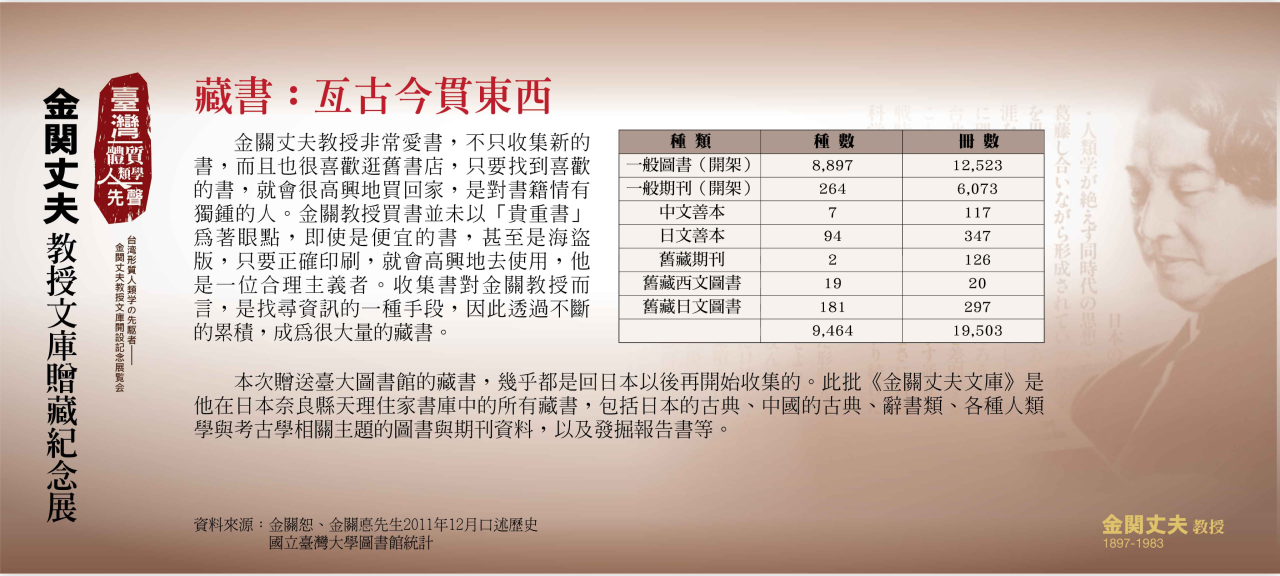 金関丈夫教授文庫贈藏紀念展
臺灣
體質
人類學
先聲
台湾形質人類学の先駆者——
金関丈夫教授文庫開設記念展覧会
藏書：亙古今貫東西
金關丈夫教授非常愛書，不只收集新的
書，而且也很喜歡逛舊書店，只要找到喜歡
的書，就會很高興地買回家，是對書籍情有
獨鍾的人。金關教授買書並未以「貴重書」
爲著眼點，即使是便宜的書，甚至是海盜
版，只要正確印刷，就會高興地去使用，他
是一位合理主義者。收集書對金關教授而
言，是找尋資訊的一種手段，因此透過不斷
的累積，成爲很大量的藏書。
種類 種數 冊數
一般圖書（開架） 8,897 12,523
一般期刊（開架） 264 6,073
中文善本 7 117
日文善本 94 347
舊藏期刊 2 126
舊藏西文圖書 19 20
舊藏日文圖書 181 297
9,464 19,503
本次贈送臺大圖書館的藏書，幾乎都是回日本以後再開始收集的。此批《金關丈夫文庫》是
他在日本奈良縣天理住家書庫中的所有藏書，包括日本的古典、中國的古典、辭書類、各種人類
學與考古學相關主題的圖書與期刊資料，以及發掘報告書等。
資料來源：金關恕、金關悳先生2011年12月口述歷史
國立臺灣大學圖書館統計
・人類学が絶えず同時代の思想
葛藤し合いながら形成されて
金関丈夫 教授
1897-1983